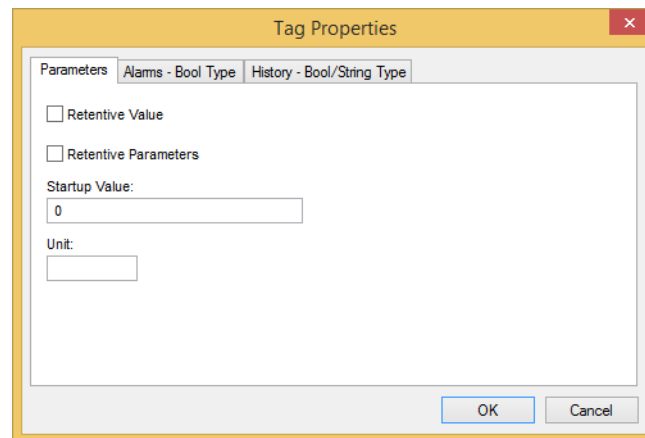 Tag Properties
Parameters Alarms - Bool Type History - Bool/String Type
Retentive Value
Retentive Parameters
Startup Value:
0
Unit:
OK Cancel